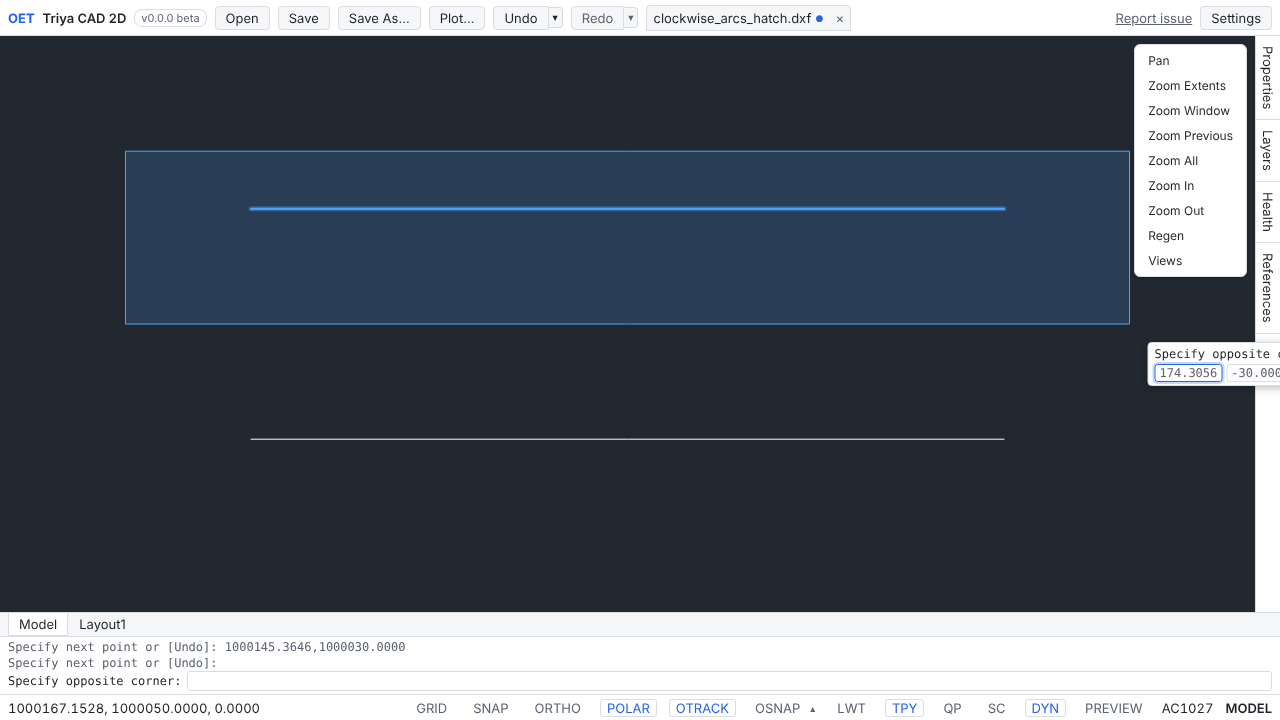 OET Triya CAD 2D v0.0.0 beta Open Save Save As... Plot... Undo ▾ Redo ▾ clockwise_arcs_hatch.dxf × Report issue Settings
Pan
Zoom Extents
Zoom Window
Zoom Previous
Zoom All
Zoom In
Zoom Out
Regen
Views
Properties
Layers
Health
References
Specify opposite
174.3056 -30.000
Model Layout1
Specify next point or [Undo]: 1000145.3646,1000030.0000
Specify next point or [Undo]:
Specify opposite corner:
1000167.1528, 1000050.0000, 0.0000 GRID SNAP ORTHO POLAR OTRACK OSNAP ▴ LWT TPY QP SC DYN PREVIEW AC1027 MODEL